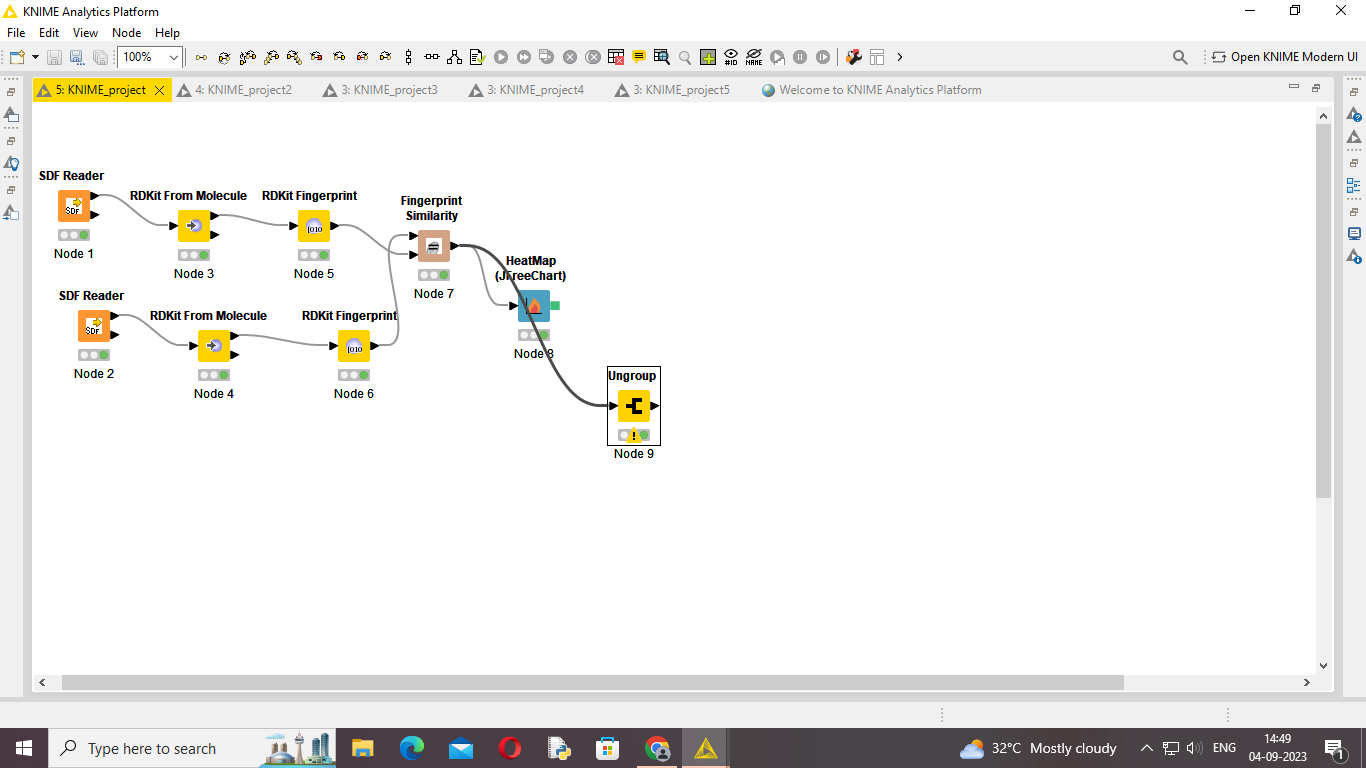 KNIME Analytics Platform
File Edit View Node Help
100%
#ID
NAME
Open KNIME Modern UI
5: KNIME_project
4: KNIME_project2
3: KNIME_project3
3: KNIME_project4
3: KNIME_project5
Welcome to KNIME Analytics Platform
SDF Reader
SDF
Node 1
RDKit From Molecule
Node 3
RDKit Fingerprint
j010
Node 5
Fingerprint
Similarity
Node 7
HeatMap
(JFreeChart)
Node 8
SDF Reader
SDF
Node 2
RDKit From Molecule
Node 4
RDKit Fingerprint
j010
Node 6
Ungroup
!
Node 9
Type here to search
32°C Mostly cloudy
ENG
14:49
04-09-2023
1